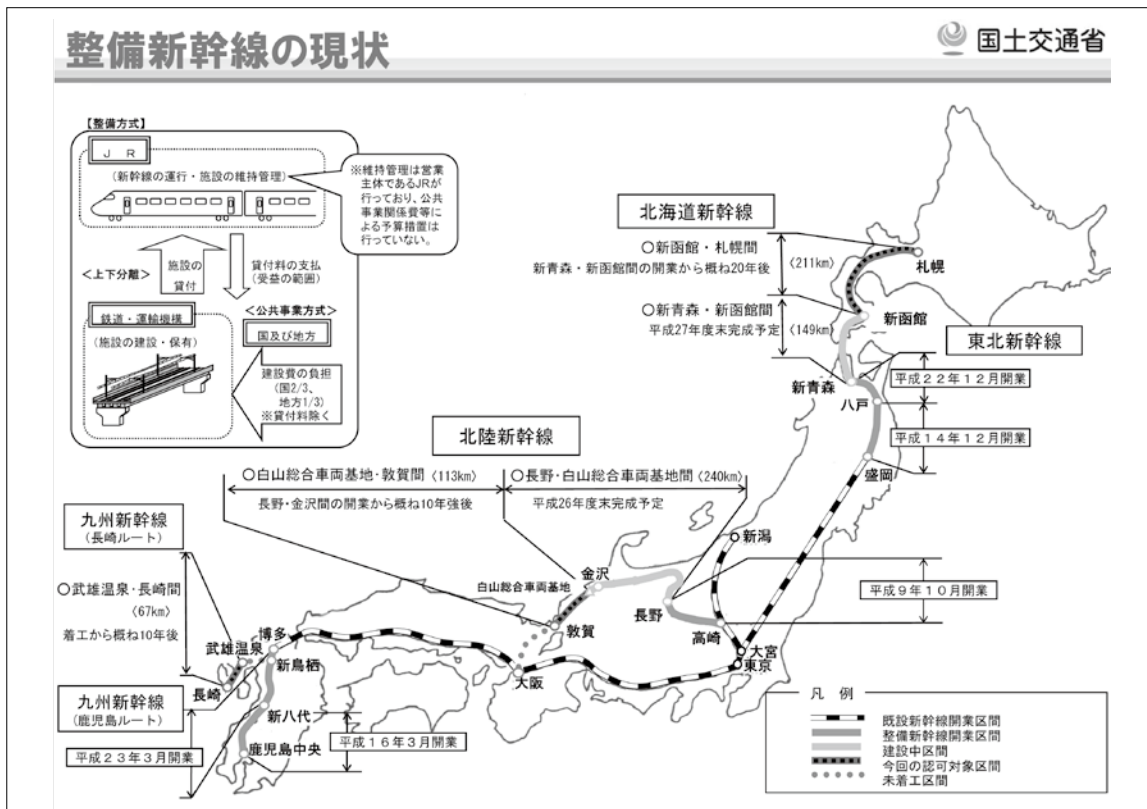 整備新幹線の現状
国土交通省
【整備方式】
JR
(新幹線の運行・施設の維持管理)
※維持管理は営業
主体であるJRが
行っており、公共
事業関係費等に
よる予算措置は
行っていない。
<上下分離>
施設の
貸付
貸付料の支払
(受益の範囲)
鉄道・運輸機構
(施設の建設・保有)
<公共事業方式>
国及び地方
建設費の負担
(国2/3、
地方1/3)
※貸付料除く
北海道新幹線
○新函館・札幌間
新青森・新函館間の開業から概ね20年後
〈211km〉
札幌
○新青森・新函館間
平成27年度末完成予定
〈149km〉
新函館
東北新幹線
新青森
平成22年12月開業
八戸
平成14年12月開業
盛岡
北陸新幹線
○白山総合車両基地・敦賀間〈113km〉
長野・金沢間の開業から概ね10年強後
○長野・白山総合車両基地間〈240km〉
平成26年度末完成予定
九州新幹線
(長崎ルート)
○武雄温泉・長崎間
〈67km〉
着工から概ね10年後
新潟
金沢
白山総合車両基地
長野
平成9年10月開業
高崎
敦賀
大宮
東京
大阪
博多
武雄温泉
新鳥栖
長崎
九州新幹線
(鹿児島ルート)
新八代
平成16年3月開業
鹿児島中央
平成23年3月開業
凡例
既設新幹線開業区間
整備新幹線開業区間
建設中区間
今回の認可対象区間
未着工区間